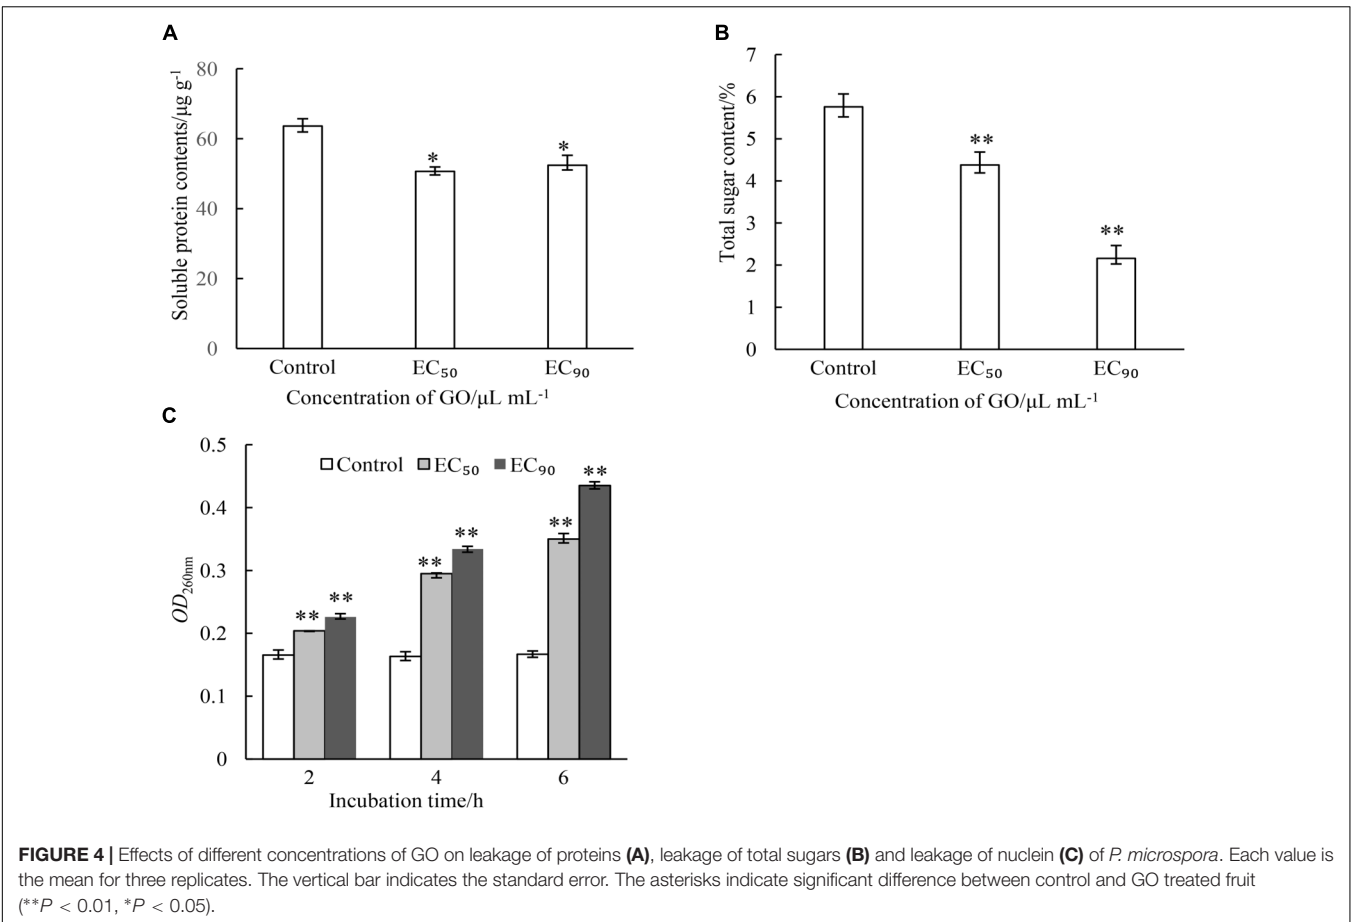 A
Soluble protein contents/µg g⁻¹
80
60
40
20
0
*
*
Control EC₅₀ EC₉₀
Concentration of GO/µL mL⁻¹
B
Total sugar content/%
7
6
5
4
3
2
1
0
**
**
Control EC₅₀ EC₉₀
Concentration of GO/µL mL⁻¹
C
OD₂₆₀nm
0.5
0.4
0.3
0.2
0.1
0
Control EC₅₀ EC₉₀
** **
** **
** **
2 4 6
Incubation time/h
FIGURE 4 | Effects of different concentrations of GO on leakage of proteins (A), leakage of total sugars (B) and leakage of nuclein (C) of P. microspora. Each value is
the mean for three replicates. The vertical bar indicates the standard error. The asterisks indicate significant difference between control and GO treated fruit
(**P < 0.01, *P < 0.05).